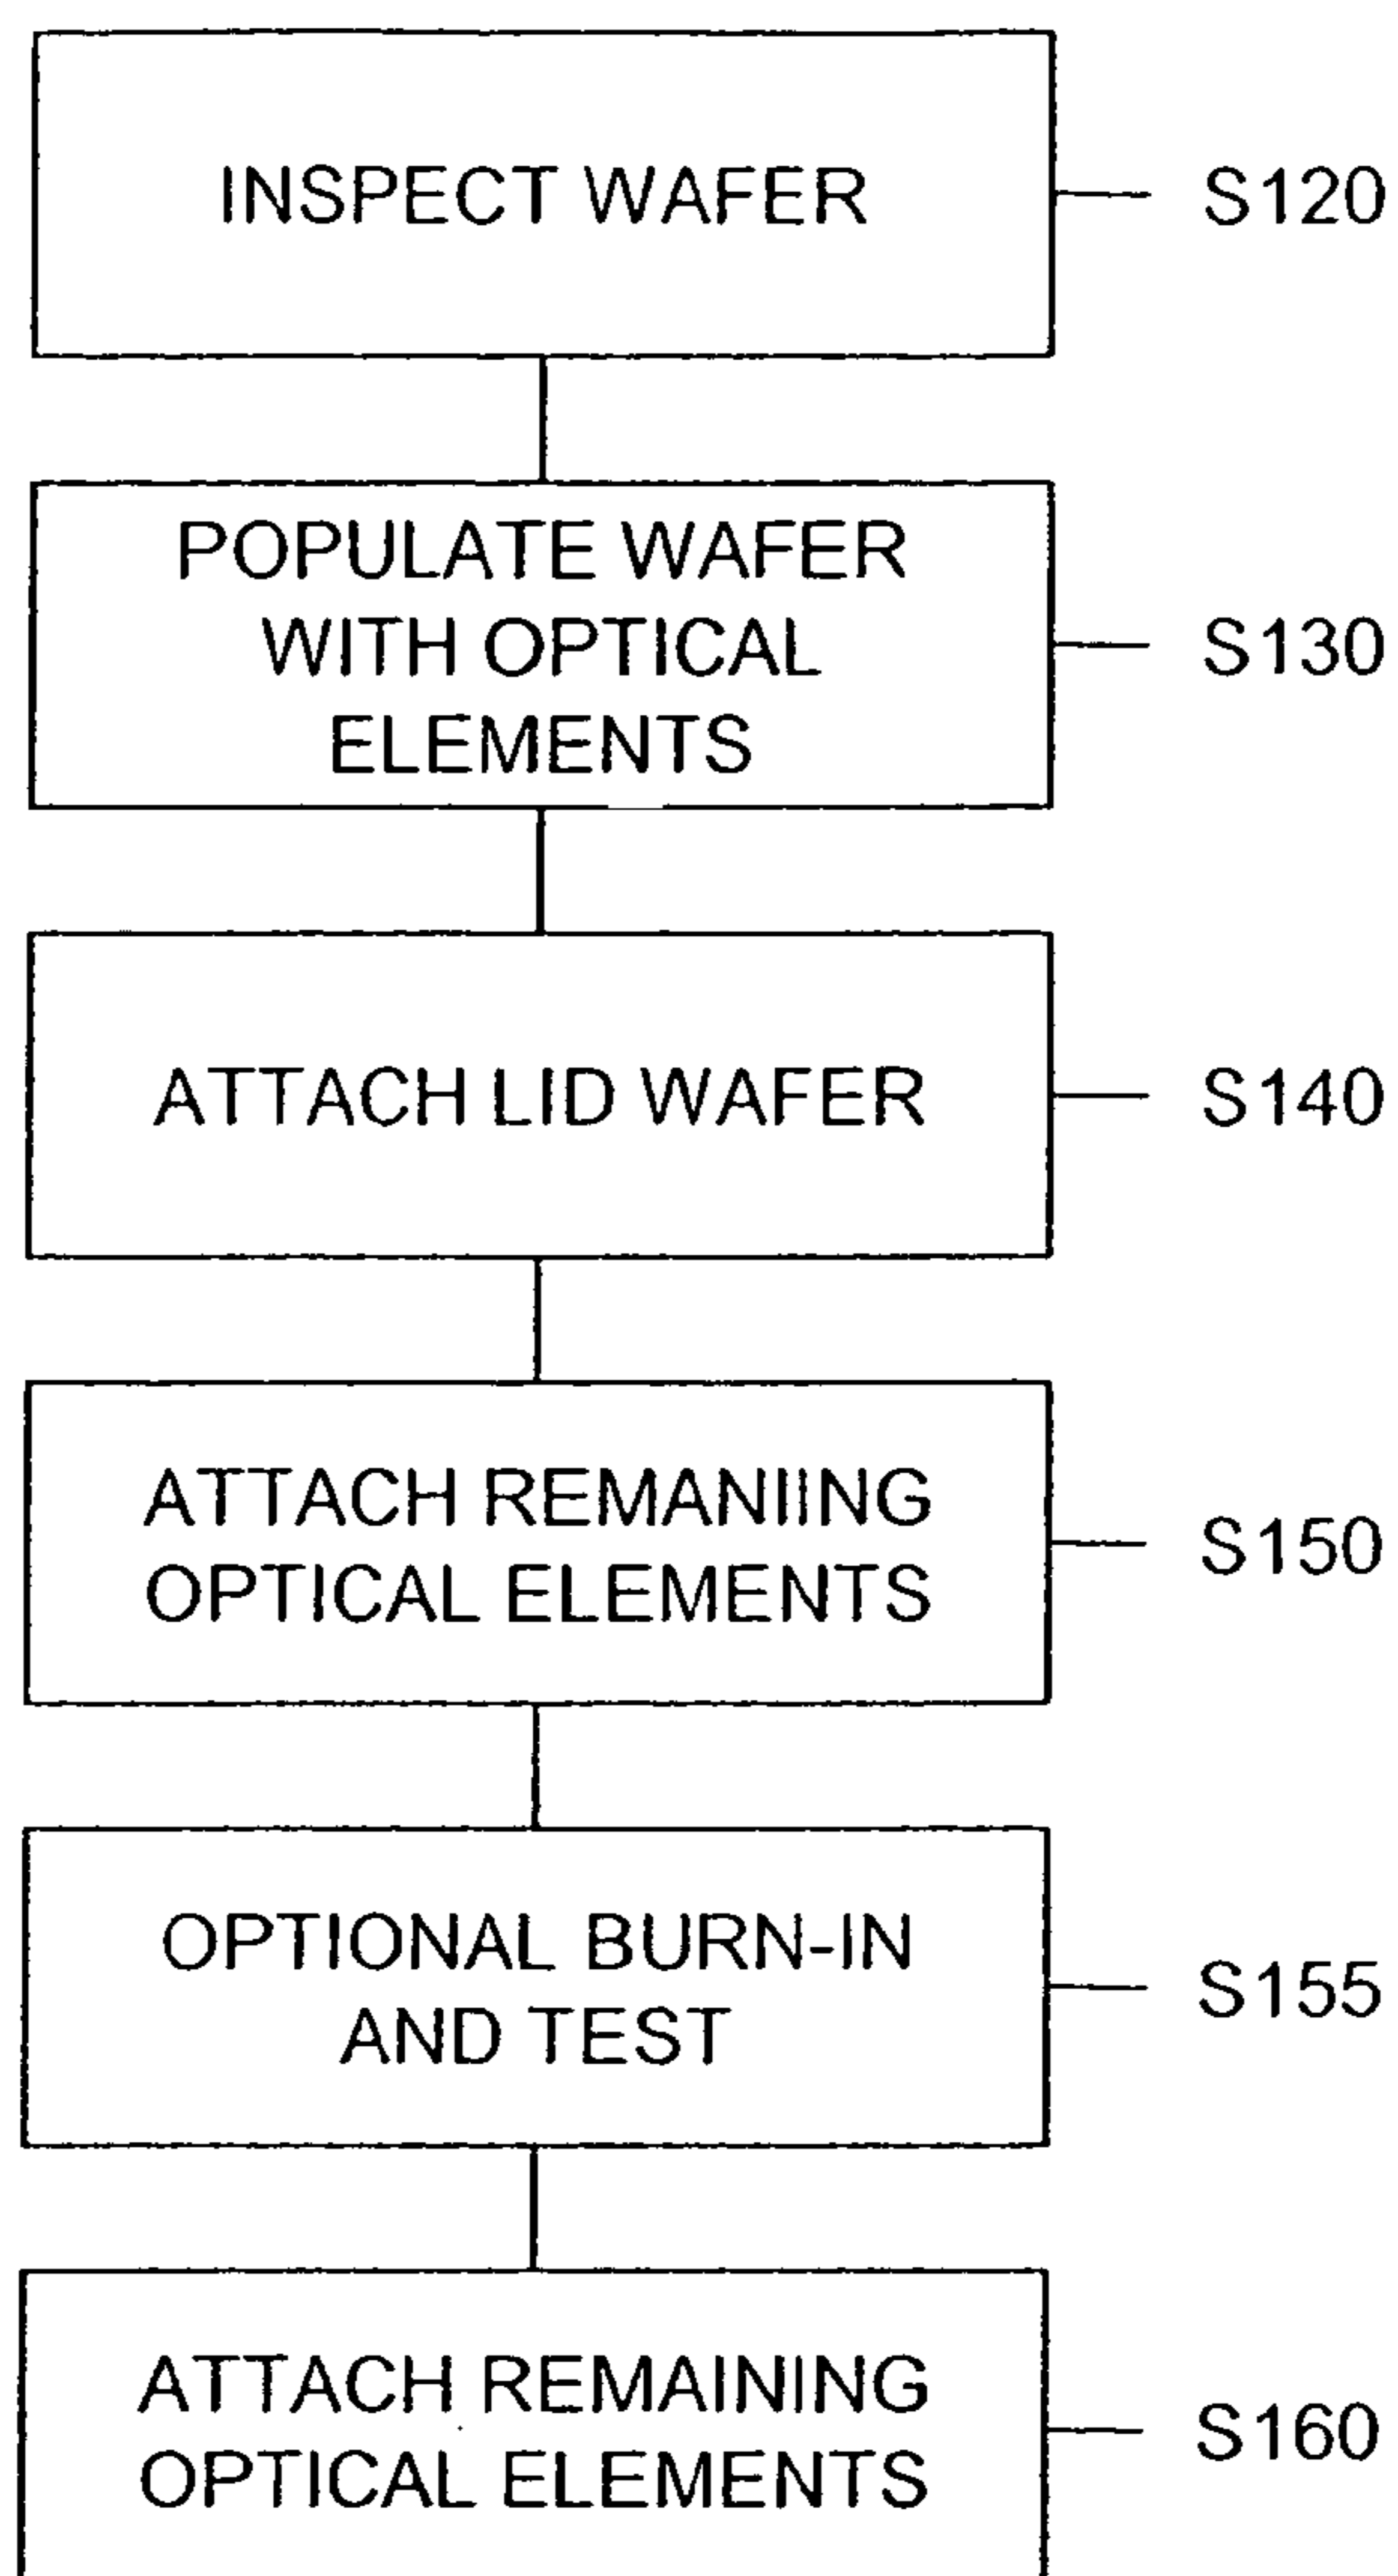 INSPECT WAFER
S120
POPULATE WAFER
WITH OPTICAL
ELEMENTS
S130
ATTACH LID WAFER
S140
ATTACH REMANIING
OPTICAL ELEMENTS
S150
OPTIONAL BURN-IN
AND TEST
S155
ATTACH REMAINING
OPTICAL ELEMENTS
S160